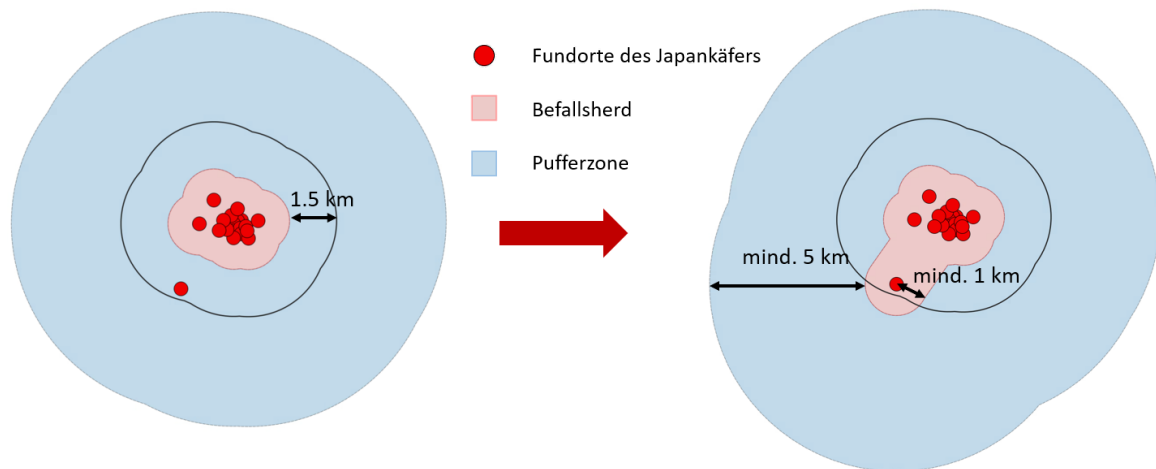 Fundorte des Japankäfers
Befallsherd
Pufferzone
1.5 km
mind. 5 km
mind. 1 km